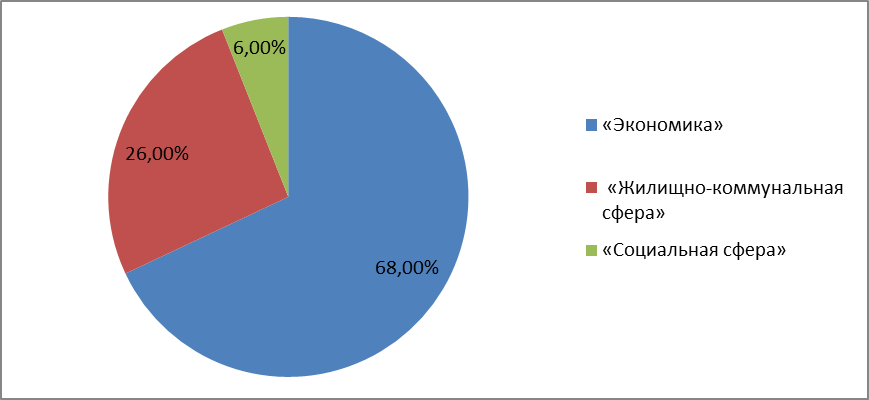 6,00%
26,00%
68,00%
«Экономика»
«Жилищно-коммунальная
сфера»
«Социальная сфера»